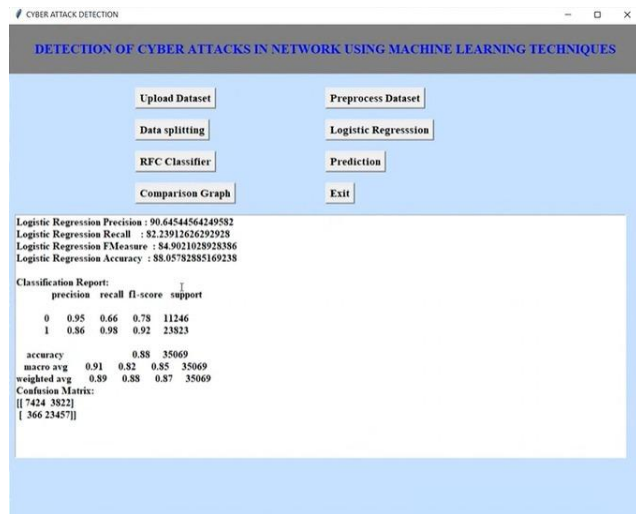 CYBER ATTACK DETECTION
DETECTION OF CYBER ATTACKS IN NETWORK USING MACHINE LEARNING TECHNIQUES
Upload Dataset Preprocess Dataset
Data splitting Logistic Regresssion
RFC Classifier Prediction
Comparison Graph Exit
Logistic Regression Precision : 90.64544564249582
Logistic Regression Recall : 82.23912626292928
Logistic Regression FMeasure : 84.9021028928386
Logistic Regression Accuracy : 88.05782885169238
Classification Report:
precision recall f1-score support
0 0.95 0.66 0.78 11246
1 0.86 0.98 0.92 23823
accuracy 0.88 35069
macro avg 0.91 0.82 0.85 35069
weighted avg 0.89 0.88 0.87 35069
Confusion Matrix:
[[ 7424 3822]
[ 366 23457]]